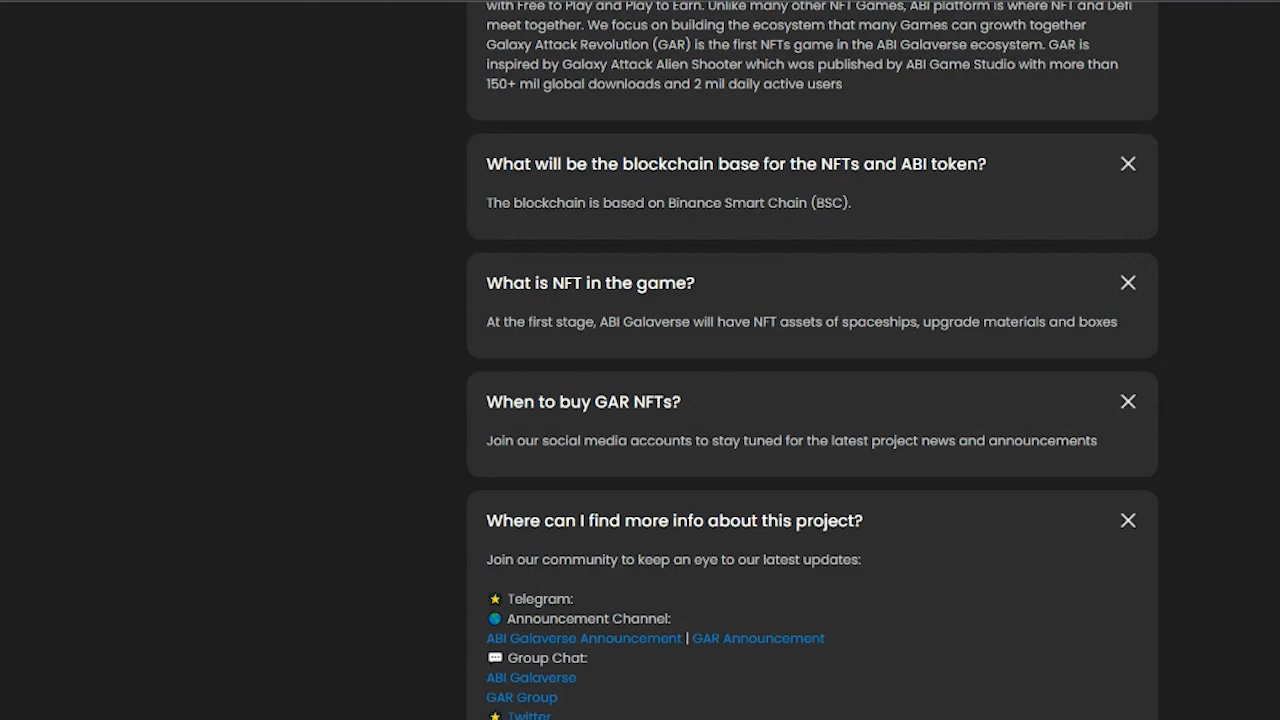 with Free to Play and Play to Earn. Unlike many other NFT Games, ABI platform is where NFT and Defi
meet together. We focus on building the ecosystem that many Games can growth together
Galaxy Attack Revolution (GAR) is the first NFTs game in the ABI Galaverse ecosystem. GAR is
inspired by Galaxy Attack Alien Shooter which was published by ABI Game Studio with more than
150+ mil global downloads and 2 mil daily active users
What will be the blockchain base for the NFTs and ABI token?
The blockchain is based on Binance Smart Chain (BSC).
What is NFT in the game?
At the first stage, ABI Galaverse will have NFT assets of spaceships, upgrade materials and boxes
When to buy GAR NFTs?
Join our social media accounts to stay tuned for the latest project news and announcements
Where can I find more info about this project?
Join our community to keep an eye to our latest updates:
⭐ Telegram:
🌎 Announcement Channel:
ABI Galaverse Announcement | GAR Announcement
💬 Group Chat:
ABI Galaverse
GAR Group
⭐ Twitter